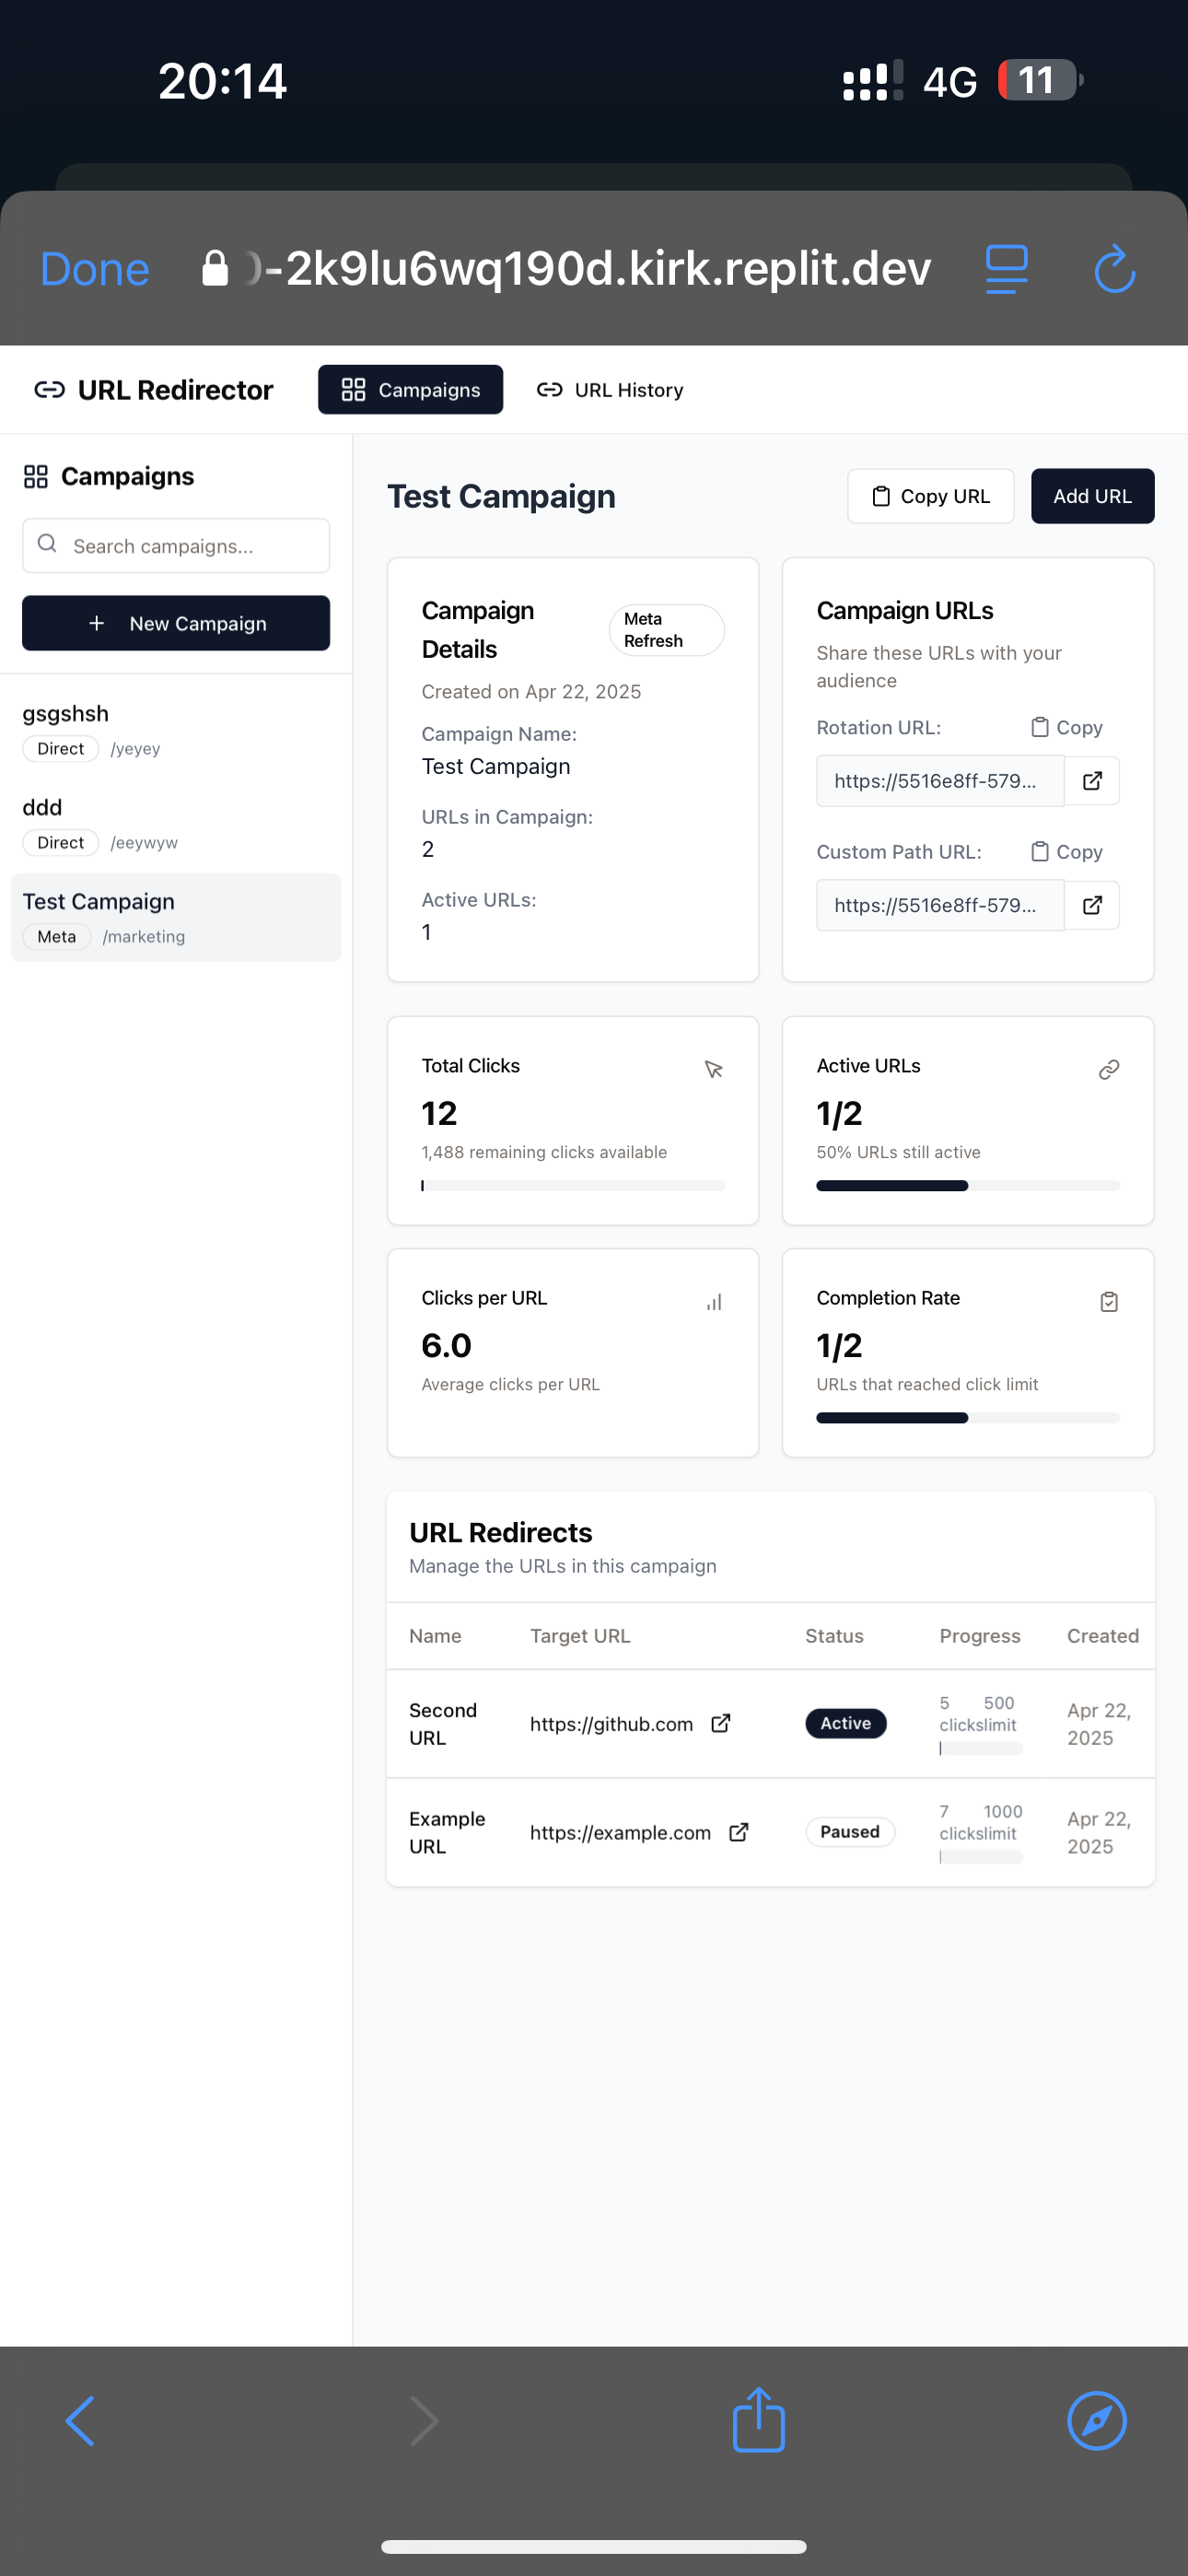 20:14
4G
11
Done
-2k9lu6wq190d.kirk.replit.dev
URL Redirector
Campaigns
URL History
Campaigns
Search campaigns...
New Campaign
gsgshsh
Direct
/yeyey
ddd
Direct
/eeywyw
Test Campaign
Meta
/marketing
Test Campaign
Copy URL
Add URL
Campaign
Details
Meta
Refresh
Created on Apr 22, 2025
Campaign Name:
Test Campaign
URLs in Campaign:
2
Active URLs:
1
Campaign URLs
Share these URLs with your
audience
Rotation URL:
Copy
https://5516e8ff-579...
Custom Path URL:
Copy
https://5516e8ff-579...
Total Clicks
12
1,488 remaining clicks available
Active URLs
1/2
50% URLs still active
Clicks per URL
6.0
Average clicks per URL
Completion Rate
1/2
URLs that reached click limit
URL Redirects
Manage the URLs in this campaign
Name
Target URL
Status
Progress
Created
Second
URL
https://github.com
Active
5 500
clickslimit
Apr 22,
2025
Example
URL
https://example.com
Paused
7 1000
clickslimit
Apr 22,
2025